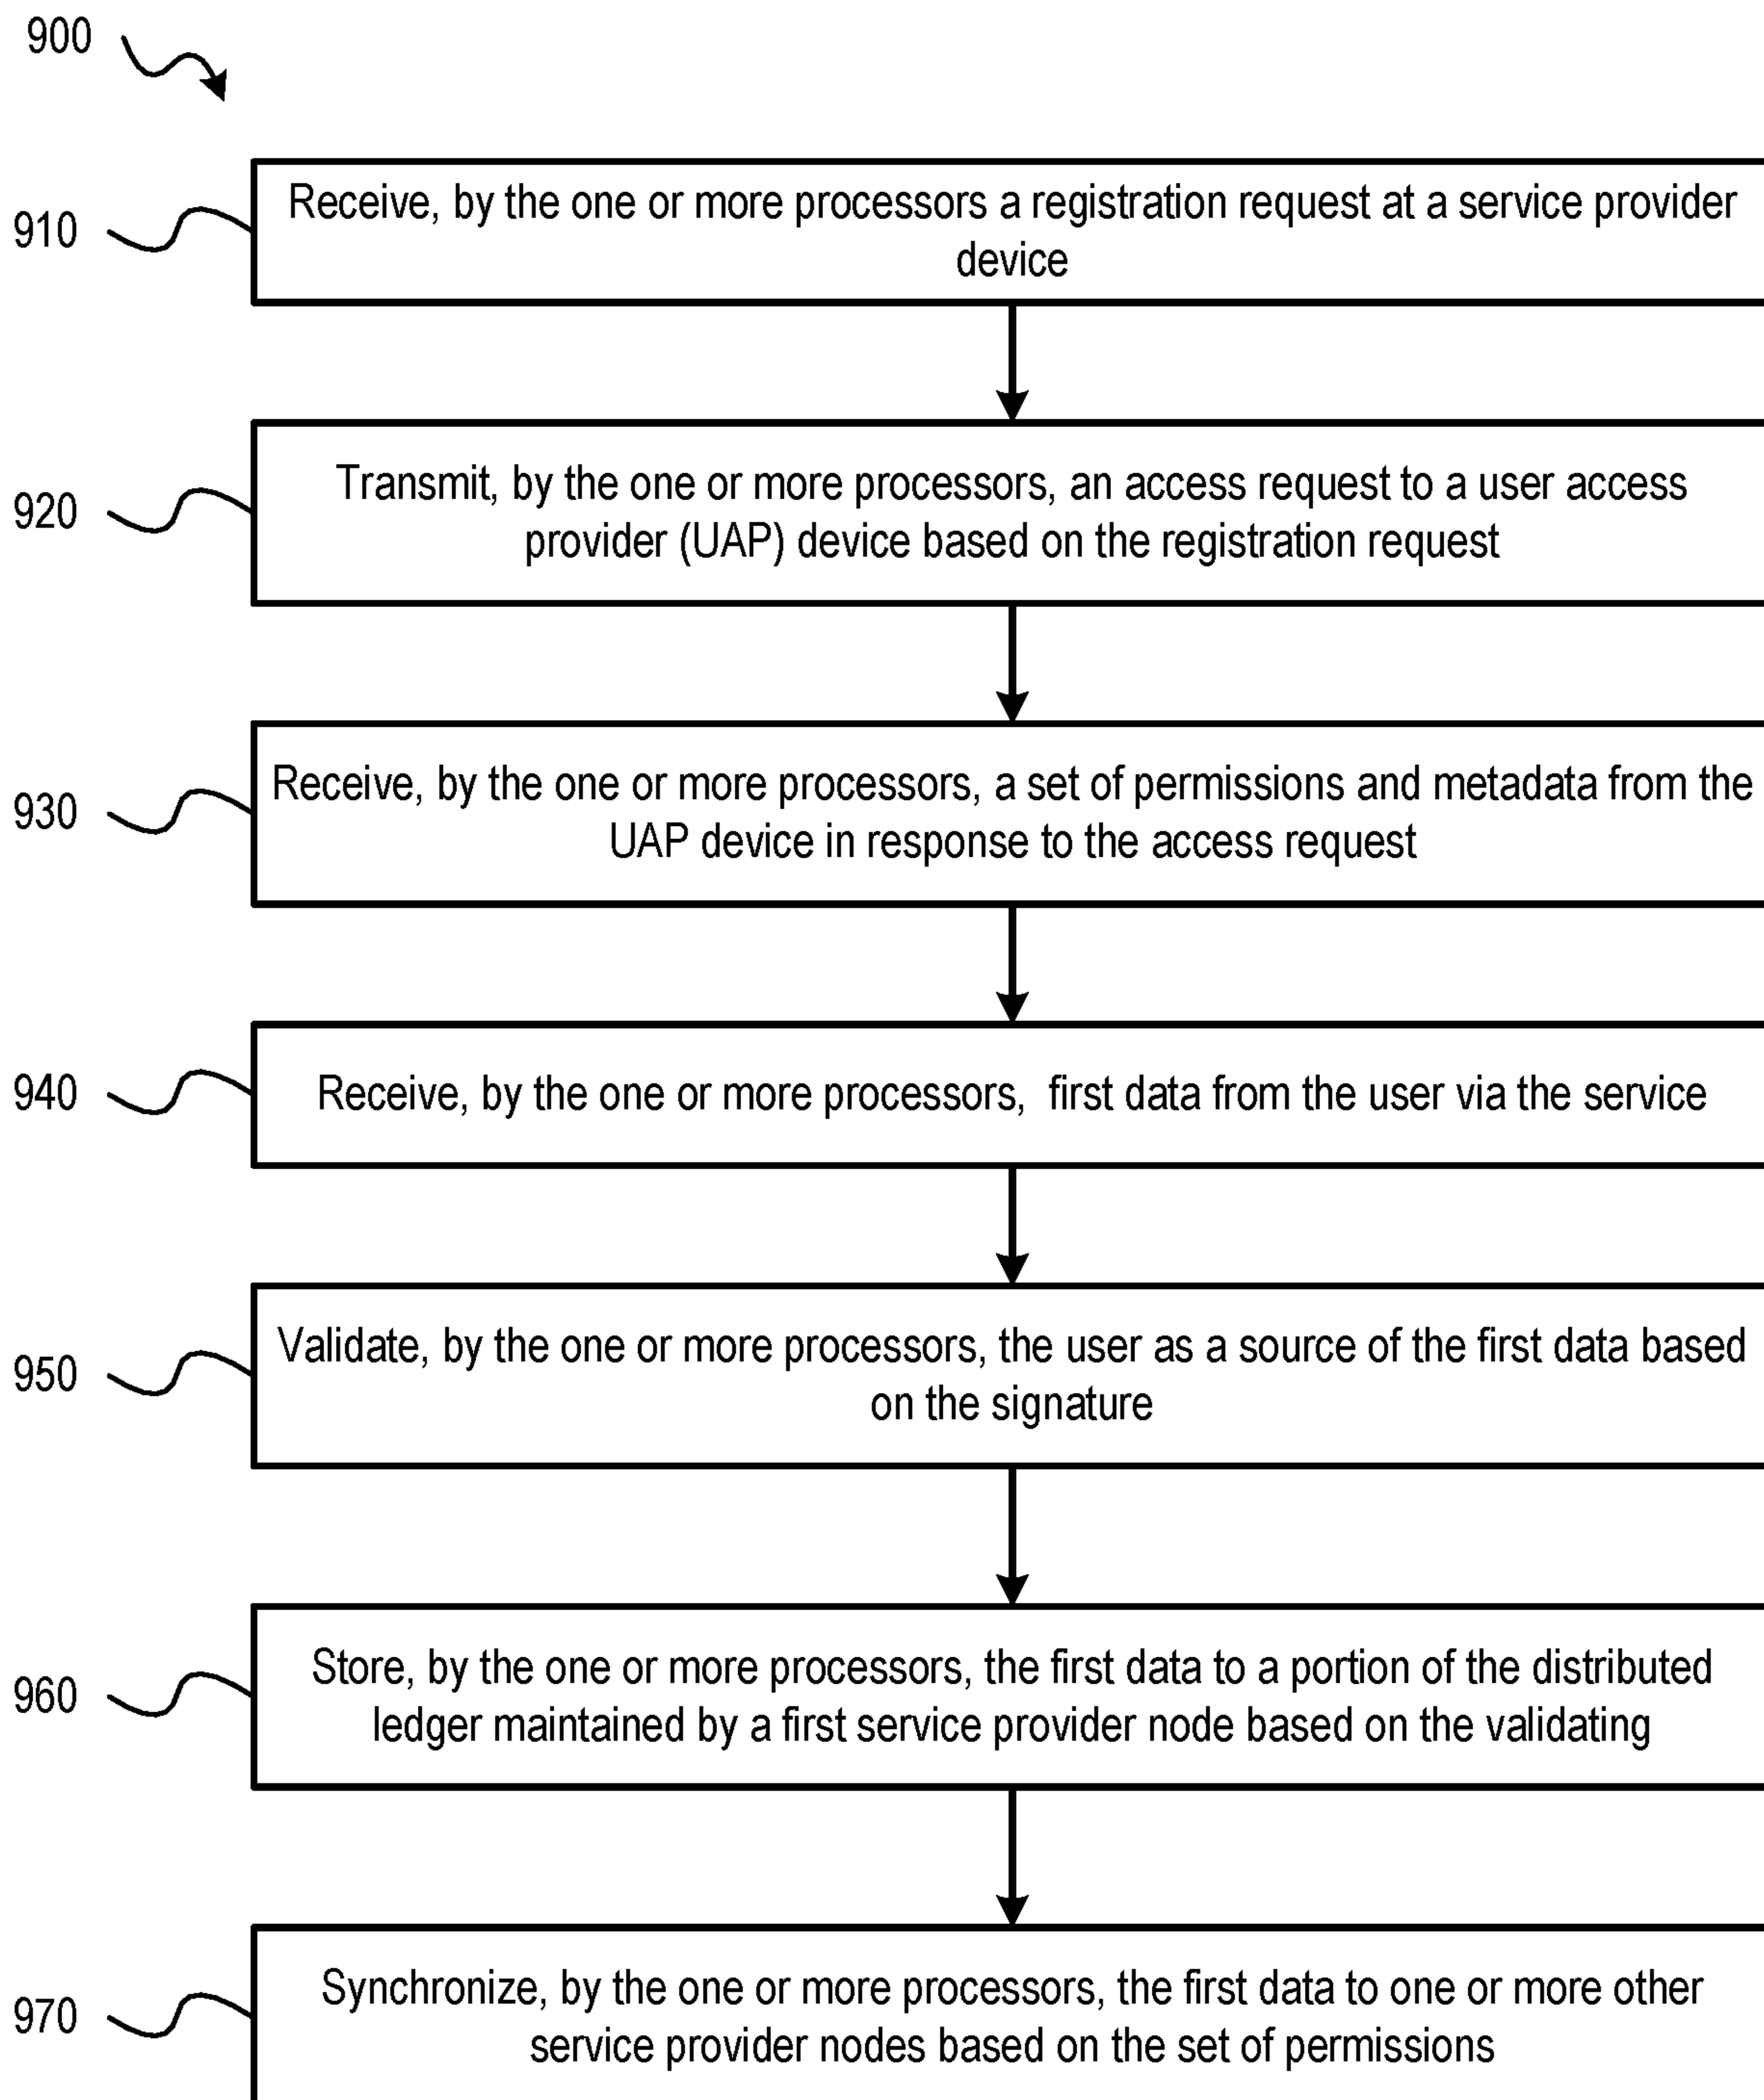 900
910
Receive, by the one or more processors a registration request at a service provider
device
920
Transmit, by the one or more processors, an access request to a user access
provider (UAP) device based on the registration request
930
Receive, by the one or more processors, a set of permissions and metadata from the
UAP device in response to the access request
940
Receive, by the one or more processors, first data from the user via the service
950
Validate, by the one or more processors, the user as a source of the first data based
on the signature
960
Store, by the one or more processors, the first data to a portion of the distributed
ledger maintained by a first service provider node based on the validating
970
Synchronize, by the one or more processors, the first data to one or more other
service provider nodes based on the set of permissions